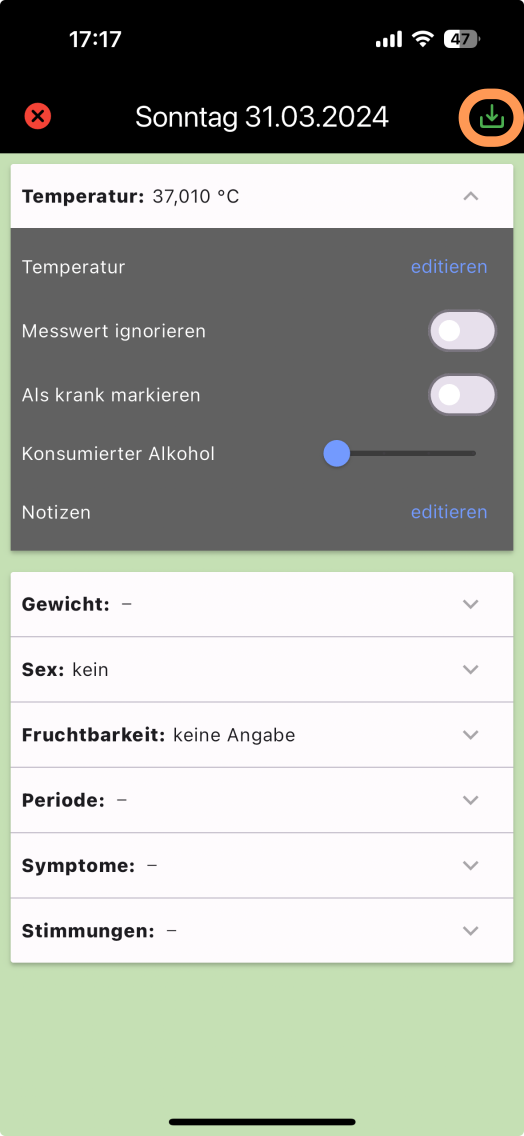 17:17
47
Sonntag 31.03.2024
Temperatur: 37,010 °C
Temperatur editieren
Messwert ignorieren
Als krank markieren
Konsumierter Alkohol
Notizen editieren
Gewicht: –
Sex: kein
Fruchtbarkeit: keine Angabe
Periode: –
Symptome: –
Stimmungen: –